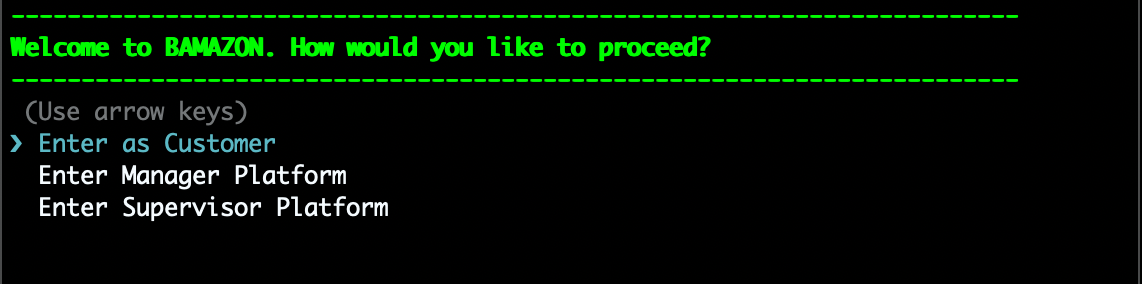 ------------------------------------------------------------------------
Welcome to BAMAZON. How would you like to proceed?
------------------------------------------------------------------------
(Use arrow keys)
❯ Enter as Customer
Enter Manager Platform
Enter Supervisor Platform